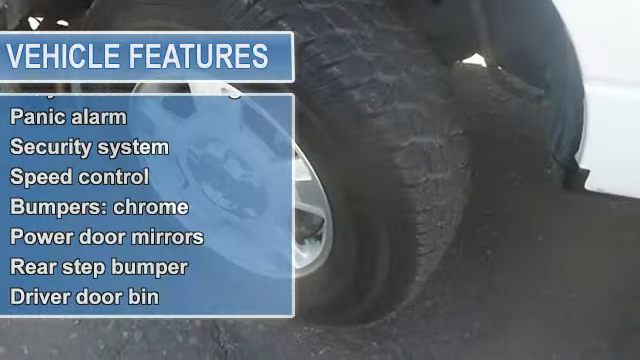 VEHICLE FEATURES
Panic alarm
Security system
Speed control
Bumpers: chrome
Power door mirrors
Rear step bumper
Driver door bin